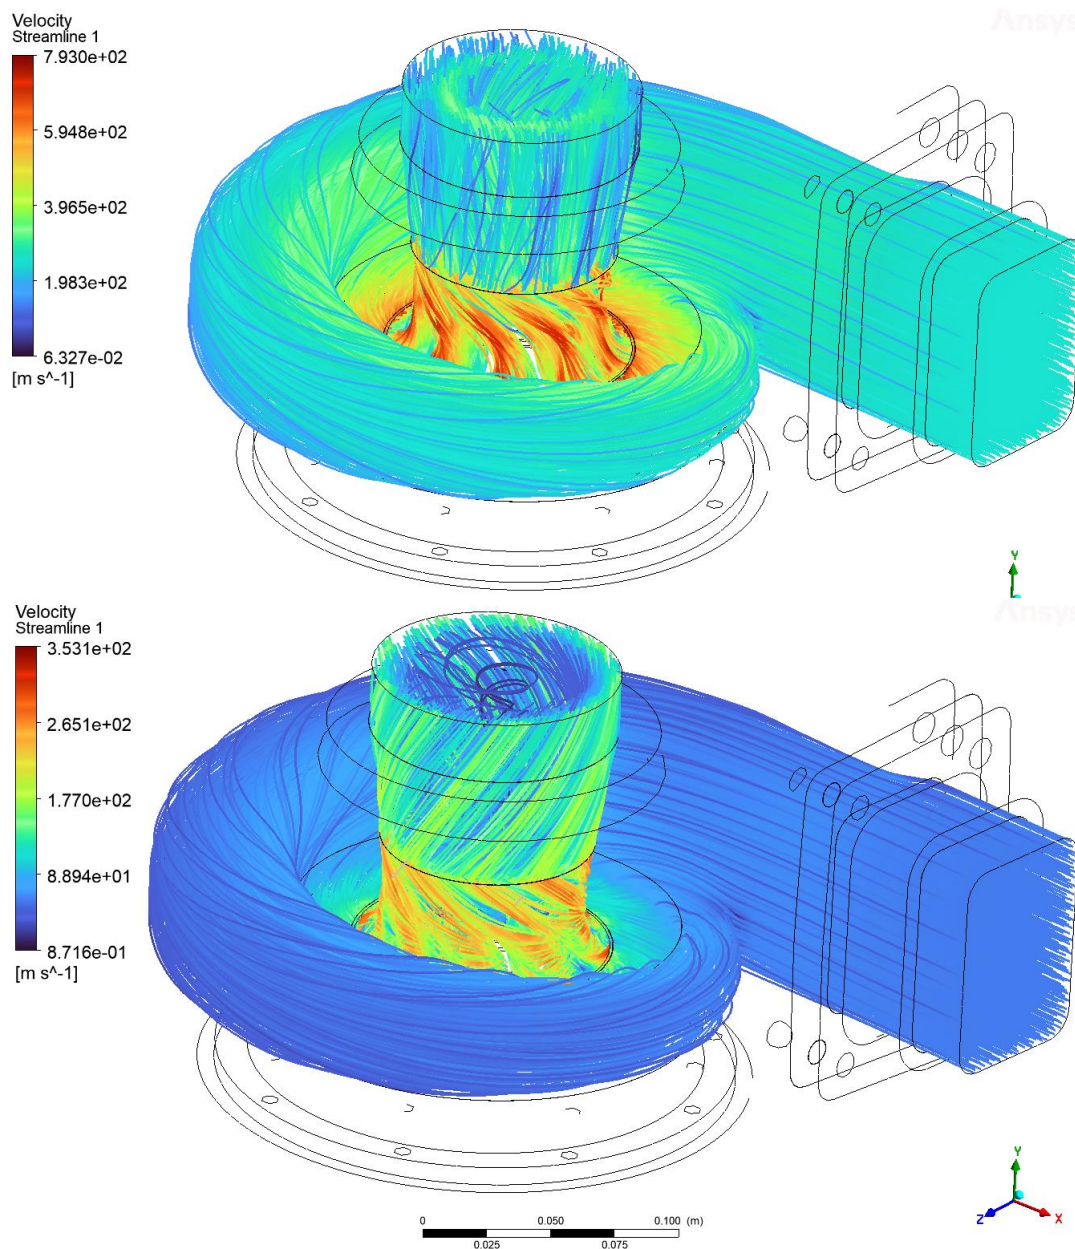 Velocity
Streamline 1
7.930e+02
5.948e+02
3.965e+02
1.983e+02
6.327e-02
[m s^-1]
Ansys
Y
Velocity
Streamline 1
3.531e+02
2.651e+02
1.770e+02
8.894e+01
8.716e-01
[m s^-1]
Ansys
Y
Z
X
0 0.050 0.100 (m)
0.025 0.075